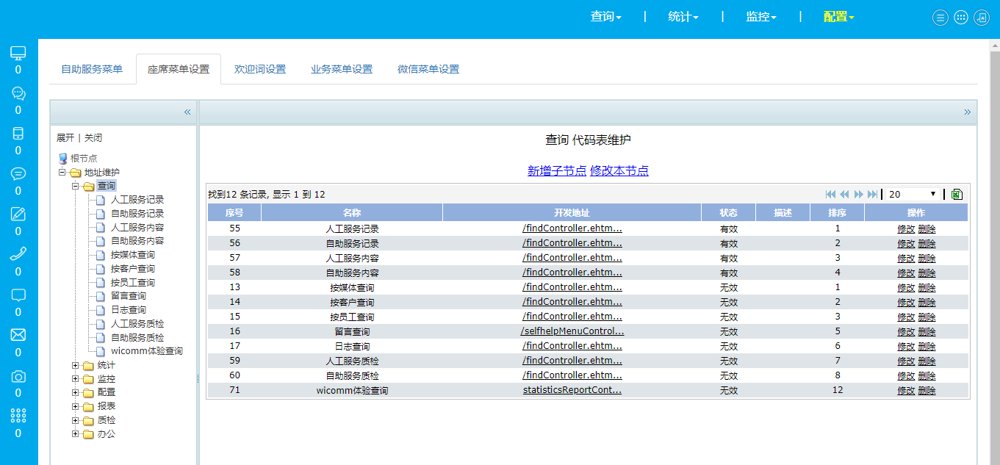 查询 | 统计 | 监控 | 配置
0
0
0
0
0
0
0
0
0
0
自助服务菜单 座席菜单设置 欢迎词设置 业务菜单设置 微信菜单设置
« »
展开 | 关闭
根节点
地址维护
查询
人工服务记录
自助服务记录
人工服务内容
自助服务内容
按媒体查询
按客户查询
按员工查询
留言查询
日志查询
人工服务质检
自助服务质检
wicomm体验查询
统计
监控
配置
报表
质检
办公
查询 代码表维护
新增子节点 修改本节点
找到12 条记录, 显示 1 到 12 20
序号 名称 开发地址 状态 描述 排序 操作
55 人工服务记录 /findController.ehtm... 有效 1 修改 删除
56 自助服务记录 /findController.ehtm... 有效 2 修改 删除
57 人工服务内容 /findController.ehtm... 有效 3 修改 删除
58 自助服务内容 /findController.ehtm... 有效 4 修改 删除
13 按媒体查询 /findController.ehtm... 无效 1 修改 删除
14 按客户查询 /findController.ehtm... 无效 2 修改 删除
15 按员工查询 /findController.ehtm... 无效 3 修改 删除
16 留言查询 /selfhelpMenuControl... 无效 5 修改 删除
17 日志查询 /findController.ehtm... 无效 6 修改 删除
59 人工服务质检 /findController.ehtm... 无效 7 修改 删除
60 自助服务质检 /findController.ehtm... 无效 8 修改 删除
71 wicomm体验查询 statisticsReportCont... 无效 12 修改 删除